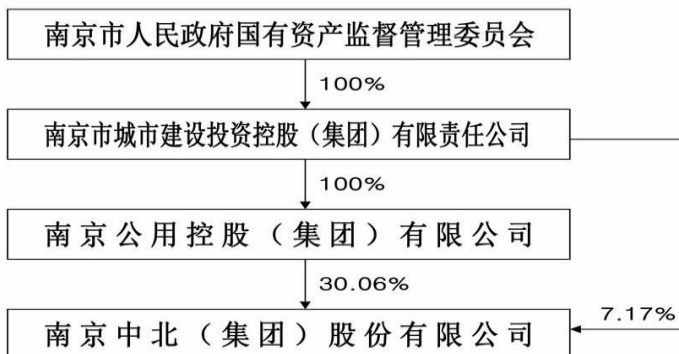 南京市人民政府国有资产监督管理委员会
100%
南京市城市建设投资控股（集团）有限责任公司
100%
南京公用控股（集团）有限公司
30.06%
7.17%
南京中北（集团）股份有限公司